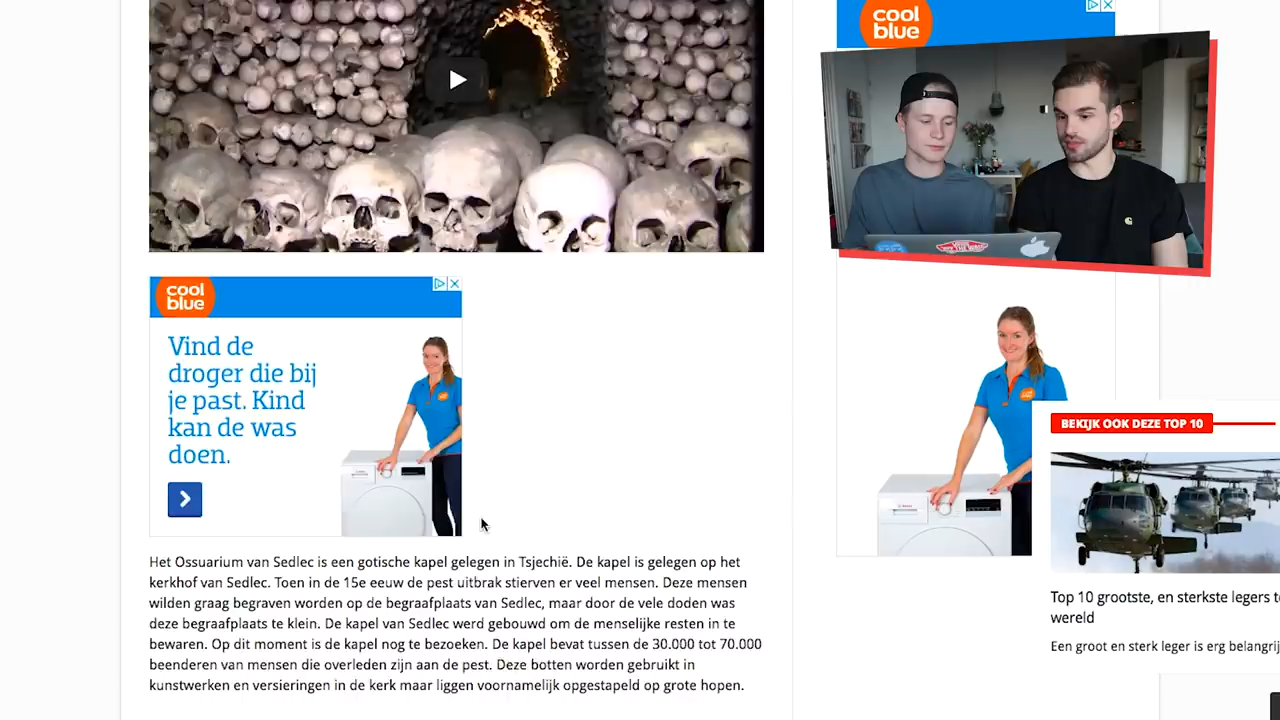 cool
blue
cool
blue
Vind de
droger die bij
je past. Kind
kan de was
doen.
Het Ossuarium van Sedlec is een gotische kapel gelegen in Tsjechië. De kapel is gelegen op het
kerkhof van Sedlec. Toen in de 15e eeuw de pest uitbrak stierven er veel mensen. Deze mensen
wilden graag begraven worden op de begraafplaats van Sedlec, maar door de vele doden was
deze begraafplaats te klein. De kapel van Sedlec werd gebouwd om de menselijke resten in te
bewaren. Op dit moment is de kapel nog te bezoeken. De kapel bevat tussen de 30.000 tot 70.000
beenderen van mensen die overleden zijn aan de pest. Deze botten worden gebruikt in
kunstwerken en versieringen in de kerk maar liggen voornamelijk opgestapeld op grote hopen.
BEKIJK OOK DEZE TOP 10
Top 10 grootste, en sterkste legers t
wereld
Een groot en sterk leger is erg belangrij